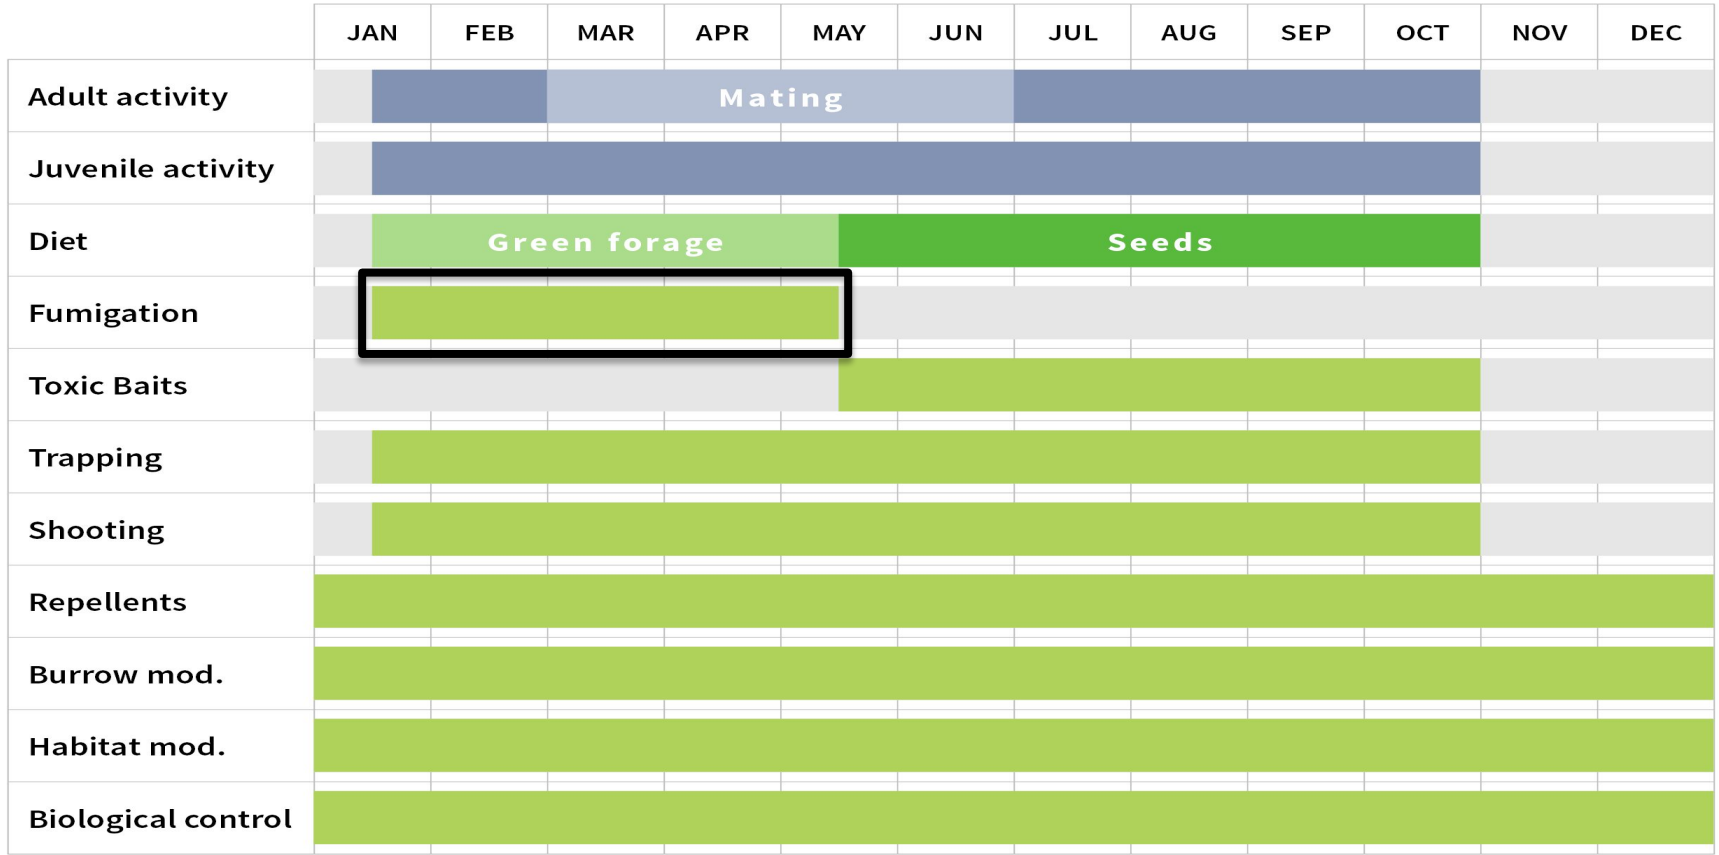 JAN FEB MAR APR MAY JUN JUL AUG SEP OCT NOV DEC
Adult activity Mating
Juvenile activity
Diet Green forage Seeds
Fumigation
Toxic Baits
Trapping
Shooting
Repellents
Burrow mod.
Habitat mod.
Biological control